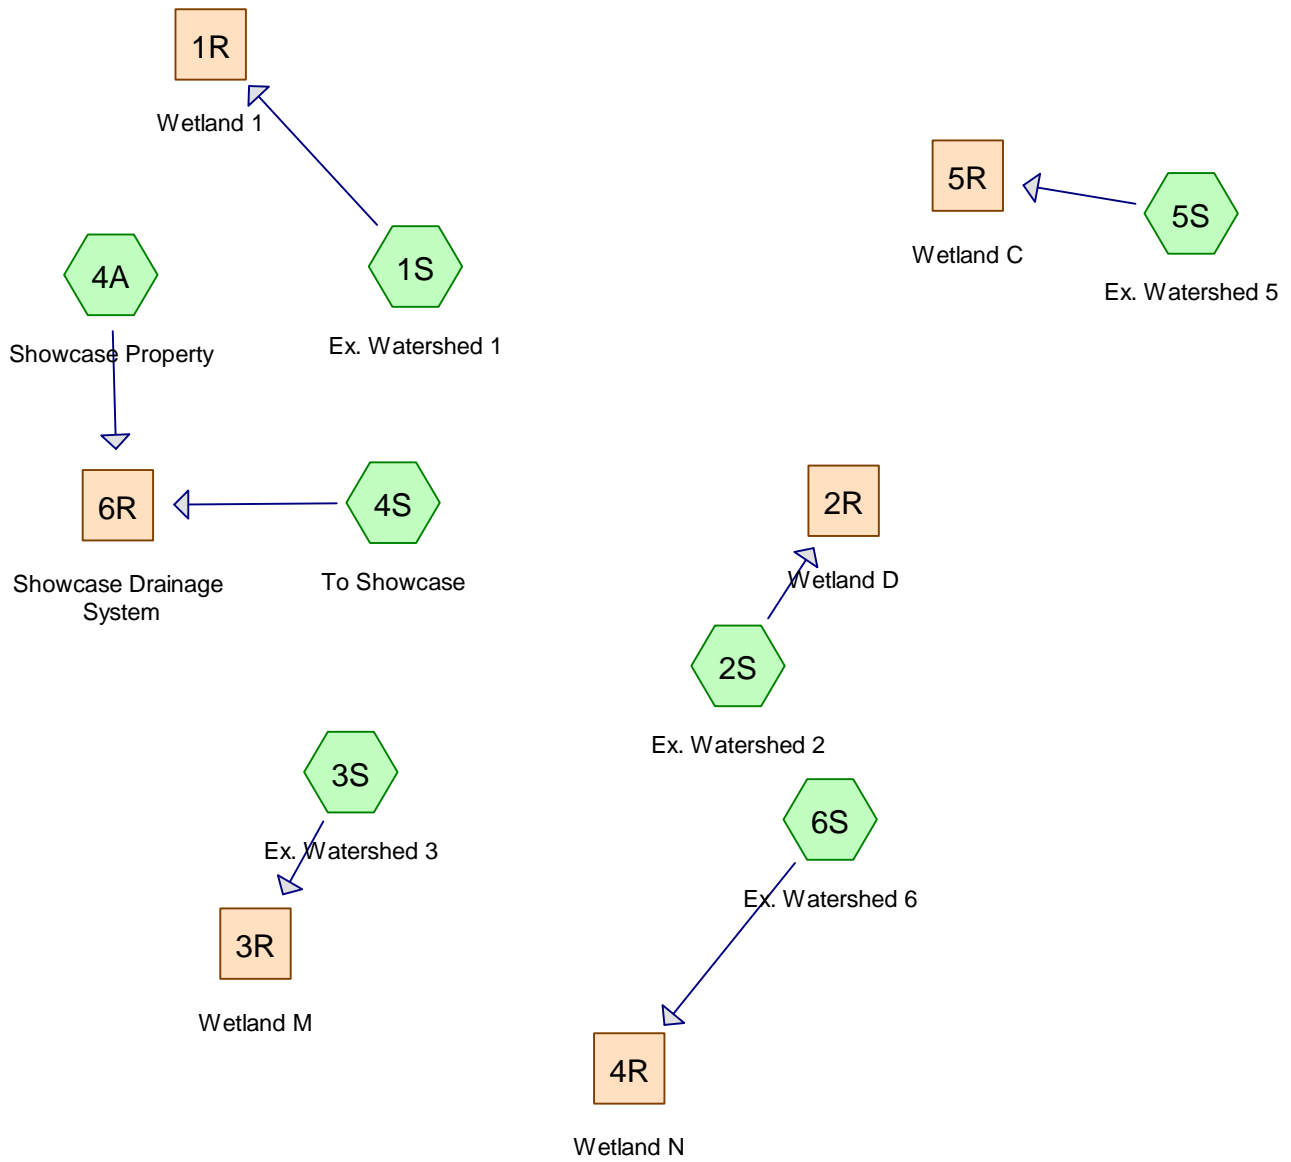 1R
Wetland 1
5R
Wetland C
5S
Ex. Watershed 5
1S
Ex. Watershed 1
4A
Showcase Property
6R
Showcase Drainage
System
4S
To Showcase
2R
Wetland D
2S
Ex. Watershed 2
3S
Ex. Watershed 3
6S
Ex. Watershed 6
3R
Wetland M
4R
Wetland N